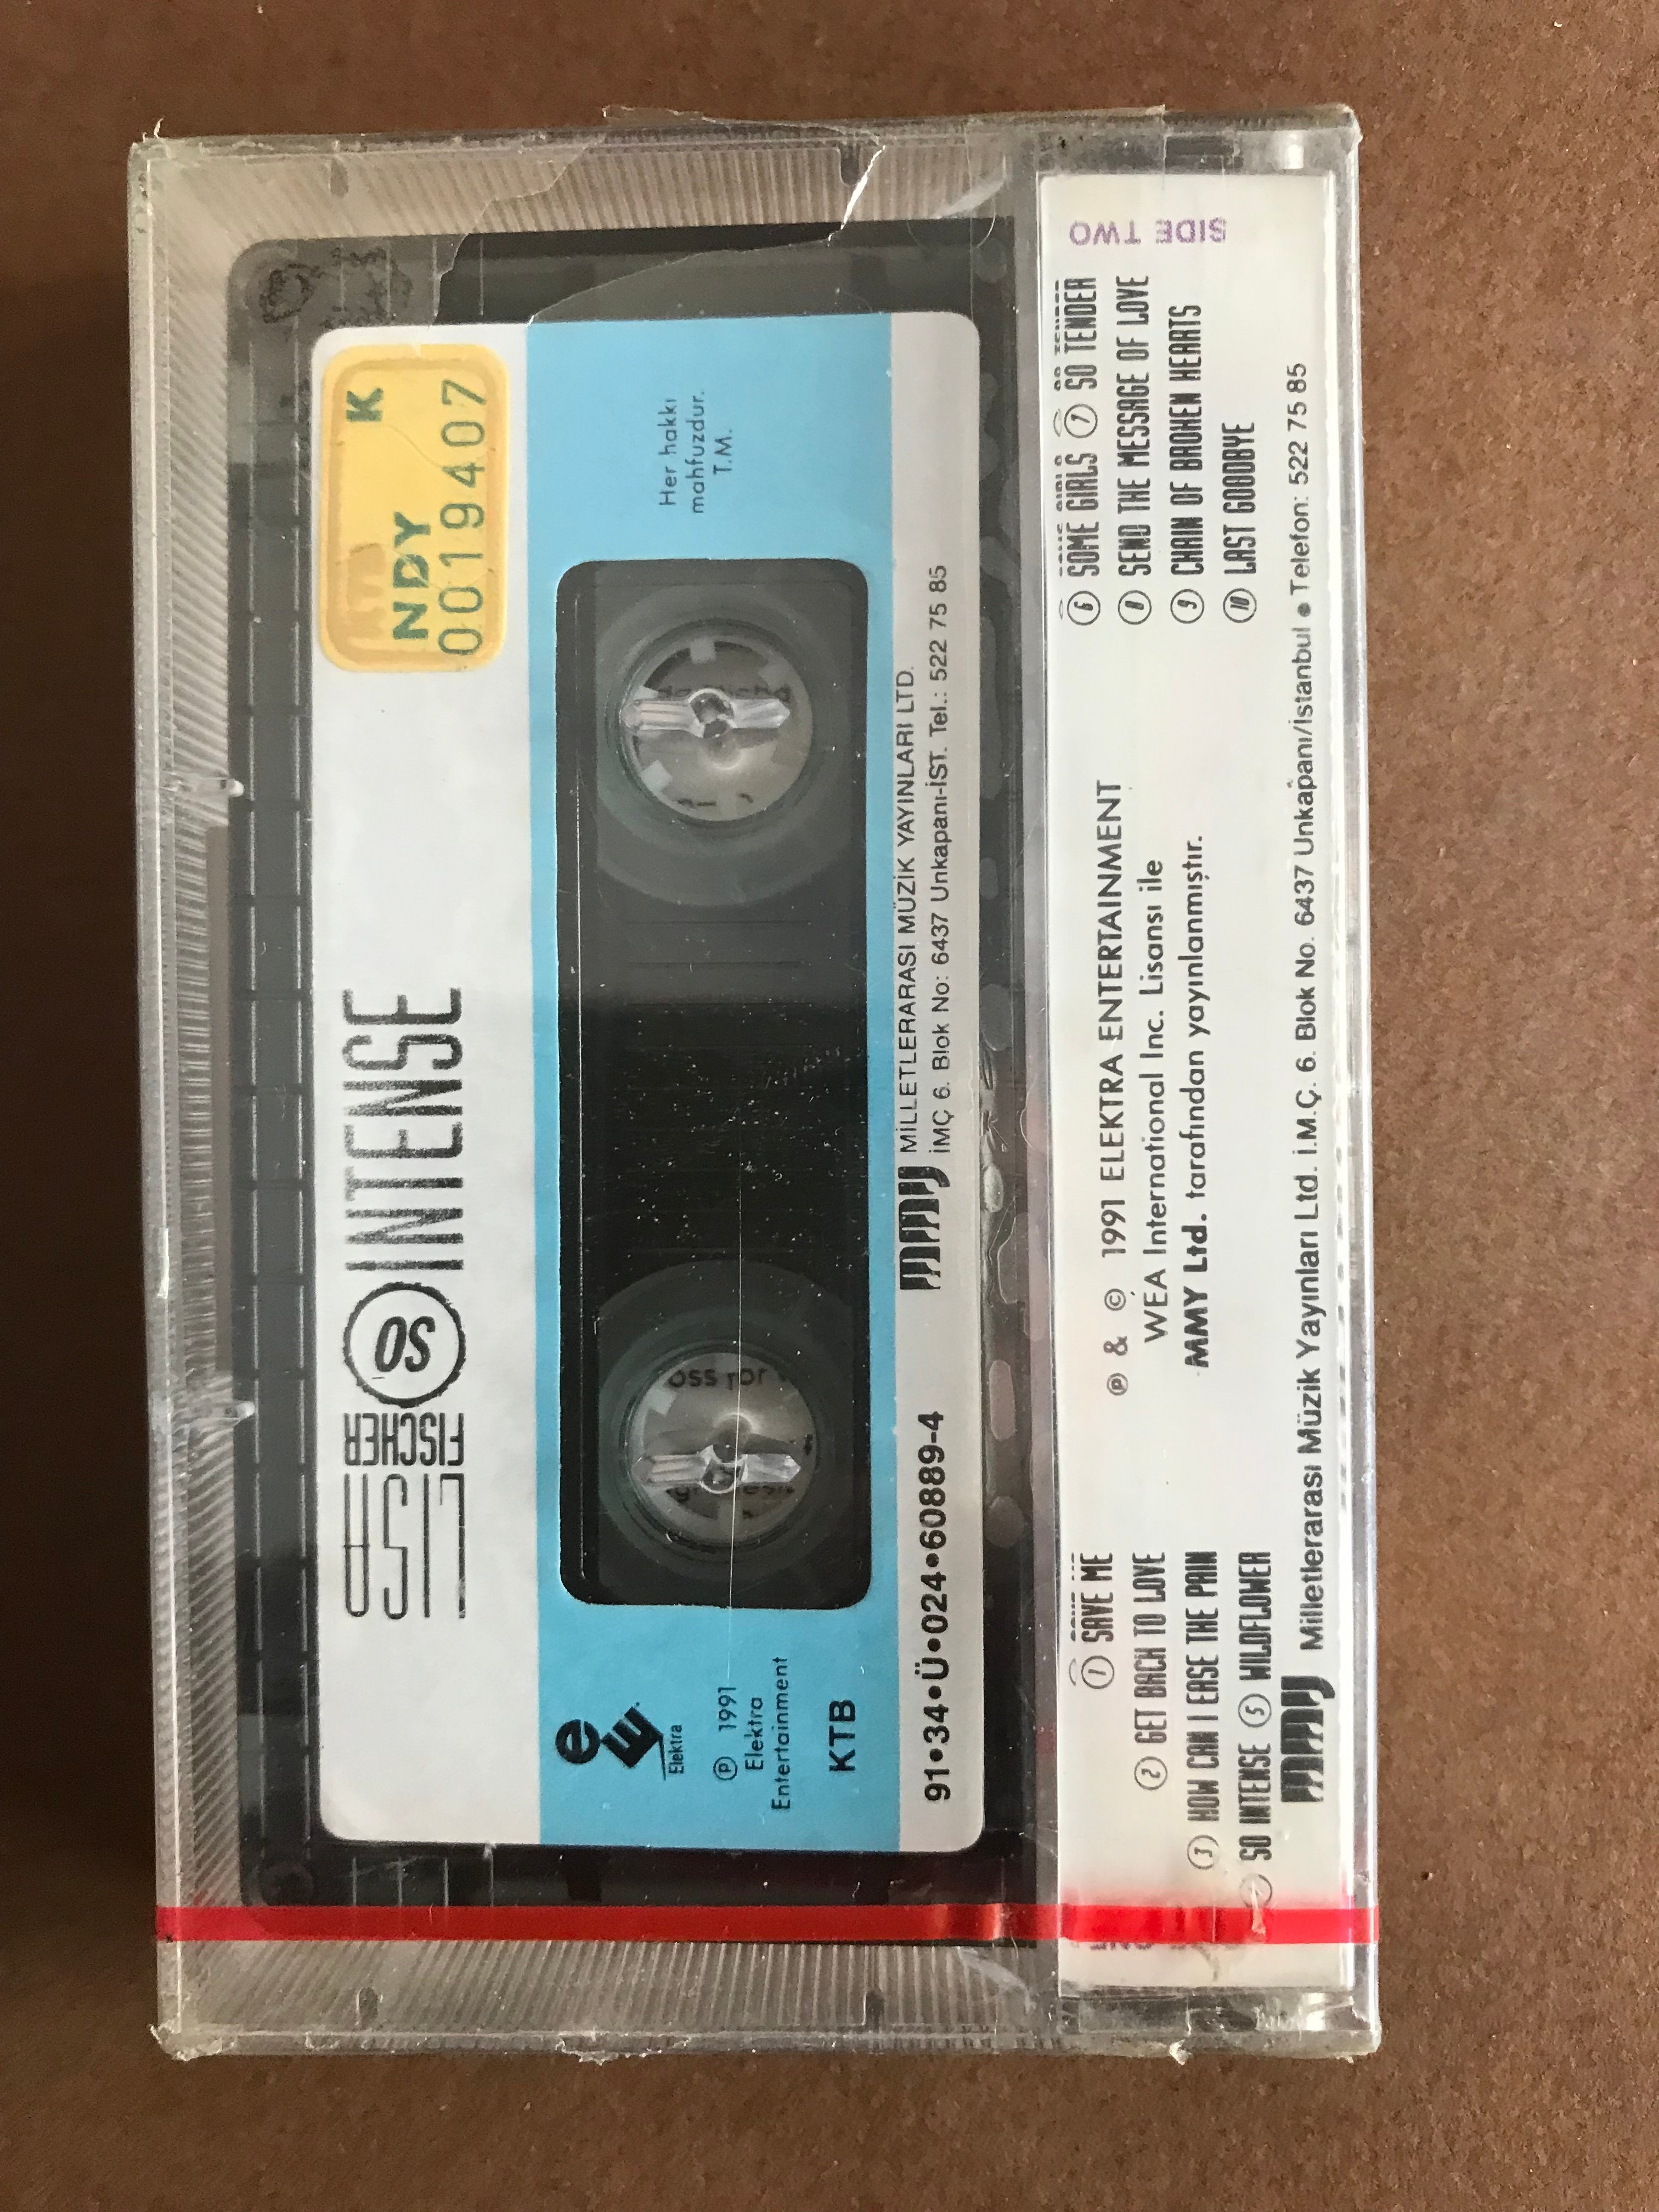 LISA FISCHER SO INTENSE
K
NDY
0019407
Elektra
℗ 1991
Elektra
Entertainment
KTB
Her hakkı
mahfuzdur.
T.M.
91•34•Ü•024•60889-4
MMY MİLLETLERARASI MÜZİK YAYINLARI LTD.
İMÇ 6. Blok No: 6437 Unkapanı-İST. Tel.: 522 75 85
ONE
① SAVE ME
② GET BACK TO LOVE
③ HOW CAN I EASE THE PAIN
SO INTENSE ⑤ WILDFLOWER
℗ & © 1991 ELEKTRA ENTERTAINMENT
WEA International Inc. Lisansı ile
MMY Ltd. tarafından yayınlanmıştır.
SIDE TWO
⑥ SOME GIRLS ⑦ SO TENDER
⑧ SEND THE MESSAGE OF LOVE
⑨ CHAIN OF BROKEN HEARTS
⑩ LAST GOODBYE
MMY Milletlerarası Müzik Yayınları Ltd. İ.M.Ç. 6. Blok No. 6437 Unkapanı/İstanbul • Telefon: 522 75 85